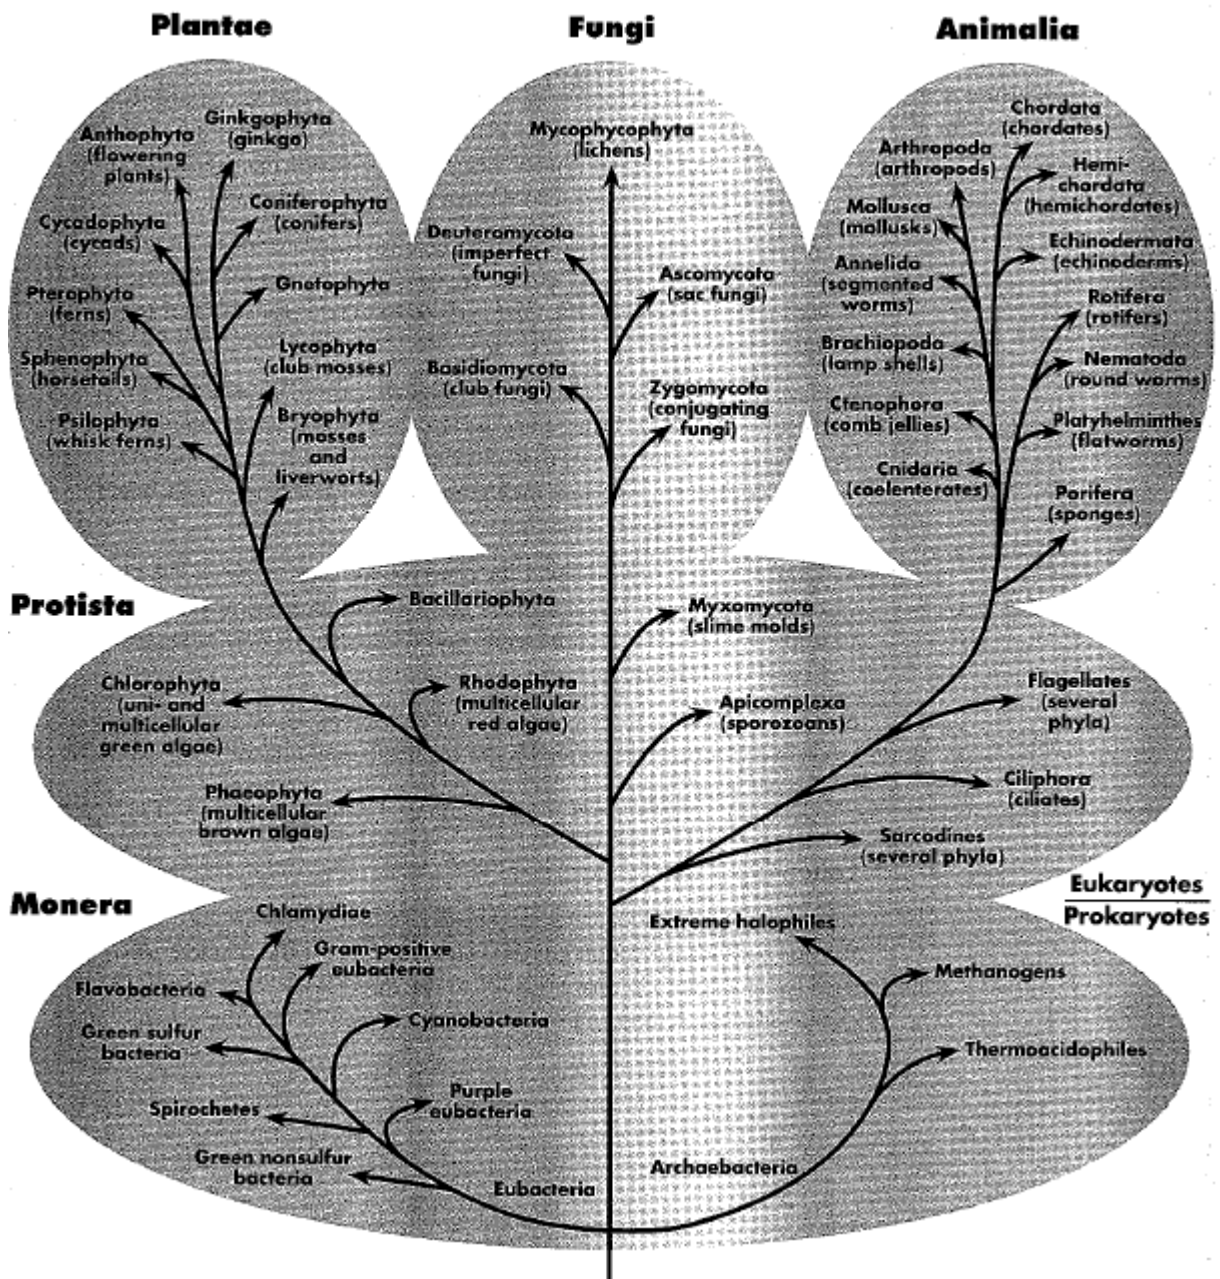 Plantae
Fungi
Animalia
Anthophyta
(flowering
plants)
Ginkgophyta
(ginkgo)
Cycadophyta
(cycads)
Coniferophyta
(conifers)
Pterophyta
(ferns)
Gnetophyta
Sphenophyta
(horsetails)
Lycophyta
(club mosses)
Psilophyta
(whisk ferns)
Bryophyta
(mosses
and
liverworts)
Mycophycophyta
(lichens)
Deuteromycota
(imperfect
fungi)
Ascomycota
(sac fungi)
Basidiomycota
(club fungi)
Zygomycota
(conjugating
fungi)
Chordata
(chordates)
Arthropoda
(arthropods)
Hemi-
chordata
(hemichordates)
Mollusca
(mollusks)
Echinodermata
(echinoderms)
Annelida
(segmented
worms)
Rotifera
(rotifers)
Brachiopoda
(lamp shells)
Nematoda
(round worms)
Ctenophora
(comb jellies)
Platyhelminthes
(flatworms)
Cnidaria
(coelenterates)
Porifera
(sponges)
Protista
Bacillariophyta
Myxomycota
(slime molds)
Chlorophyta
(uni- and
multicellular
green algae)
Rhodophyta
(multicellular
red algae)
Apicomplexa
(sporozoans)
Flagellates
(several
phyla)
Phaeophyta
(multicellular
brown algae)
Ciliphora
(ciliates)
Sarcodines
(several phyla)
Eukaryotes
Prokaryotes
Monera
Chlamydiae
Extreme halophiles
Gram-positive
eubacteria
Methanogens
Flavobacteria
Cyanobacteria
Green sulfur
bacteria
Thermoacidophiles
Spirochetes
Purple
eubacteria
Green nonsulfur
bacteria
Eubacteria
Archaebacteria